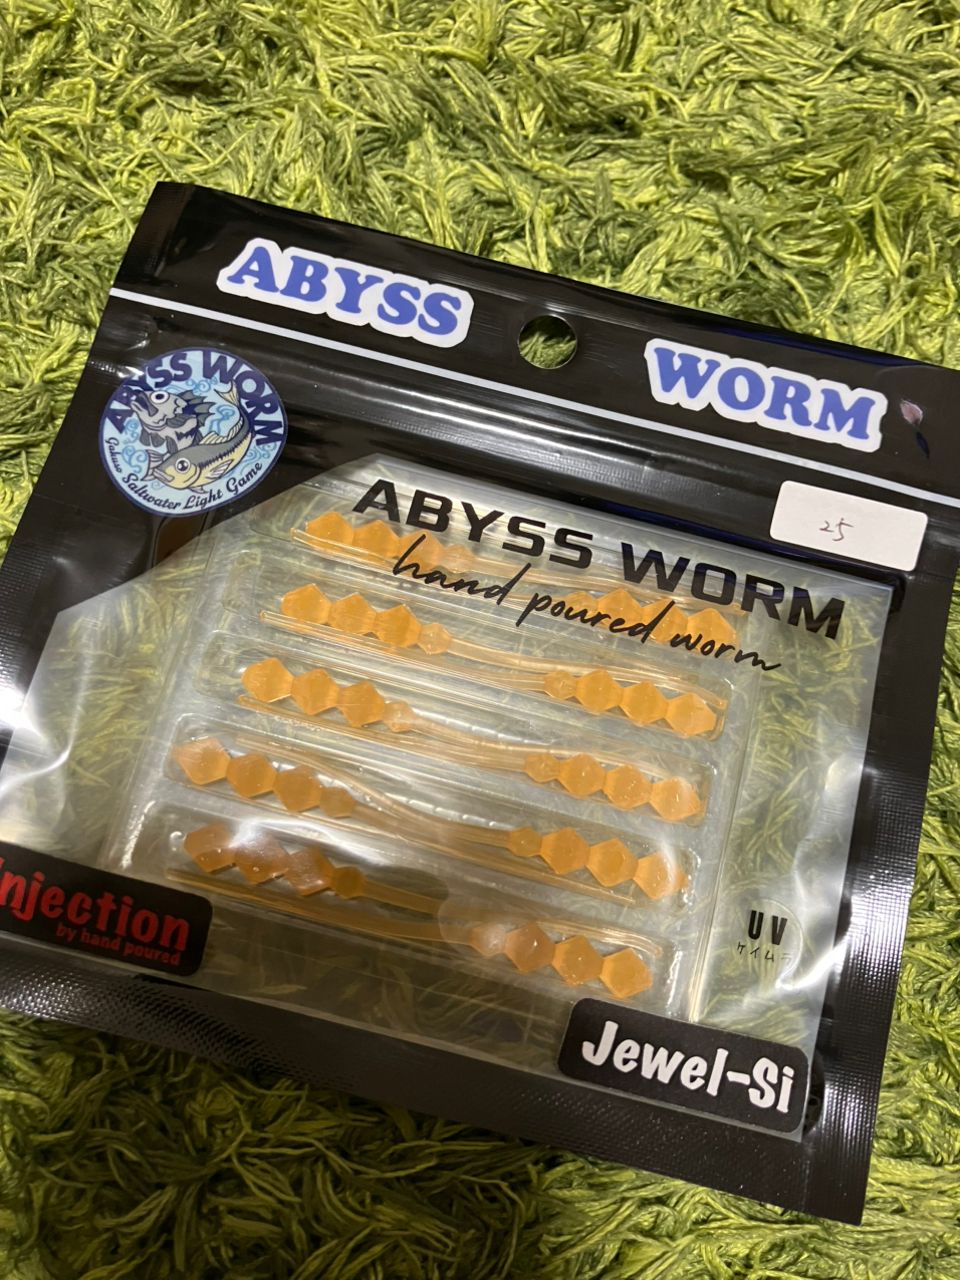 ABYSS
WORM
ABYSS WORM
Gokuso Saltwater Light Game
25
ABYSS WORM
hand poured worm
Injection
by hand poured
UV
ケイムラ
Jewel-Si